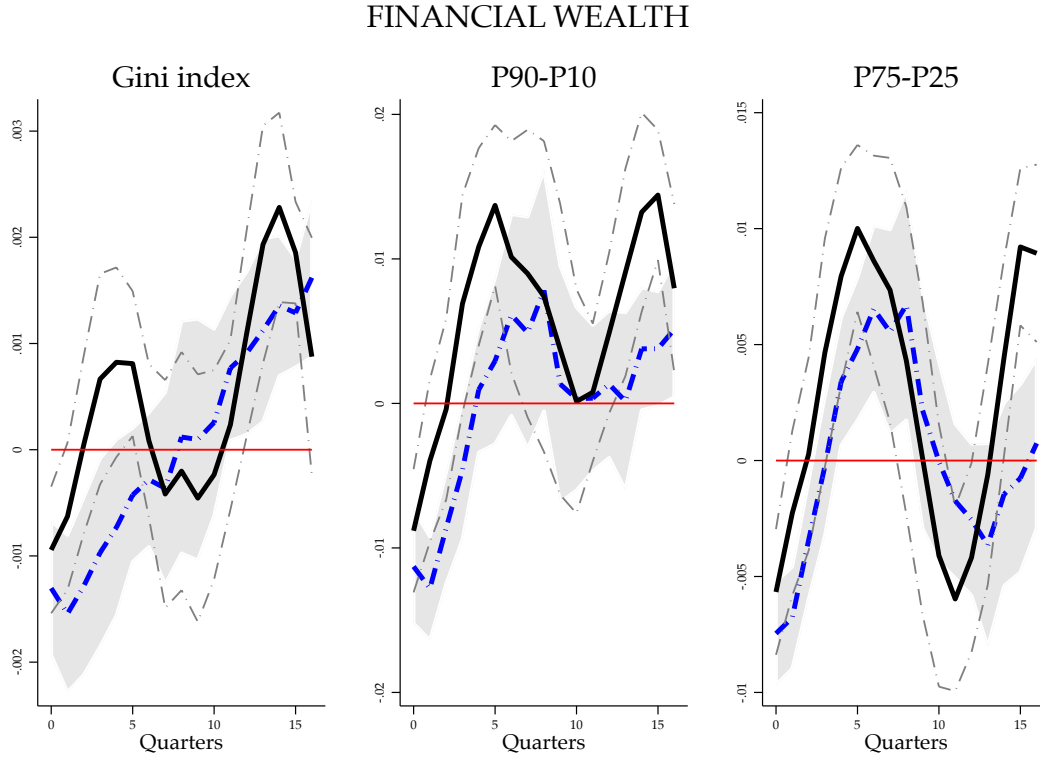 FINANCIAL WEALTH
Gini index
.003
.002
.001
0
-.001
-.002
0 5 10 15
Quarters
P90-P10
.02
.01
0
-.01
-.02
0 5 10 15
Quarters
P75-P25
.015
.01
.005
0
-.005
-.01
0 5 10 15
Quarters